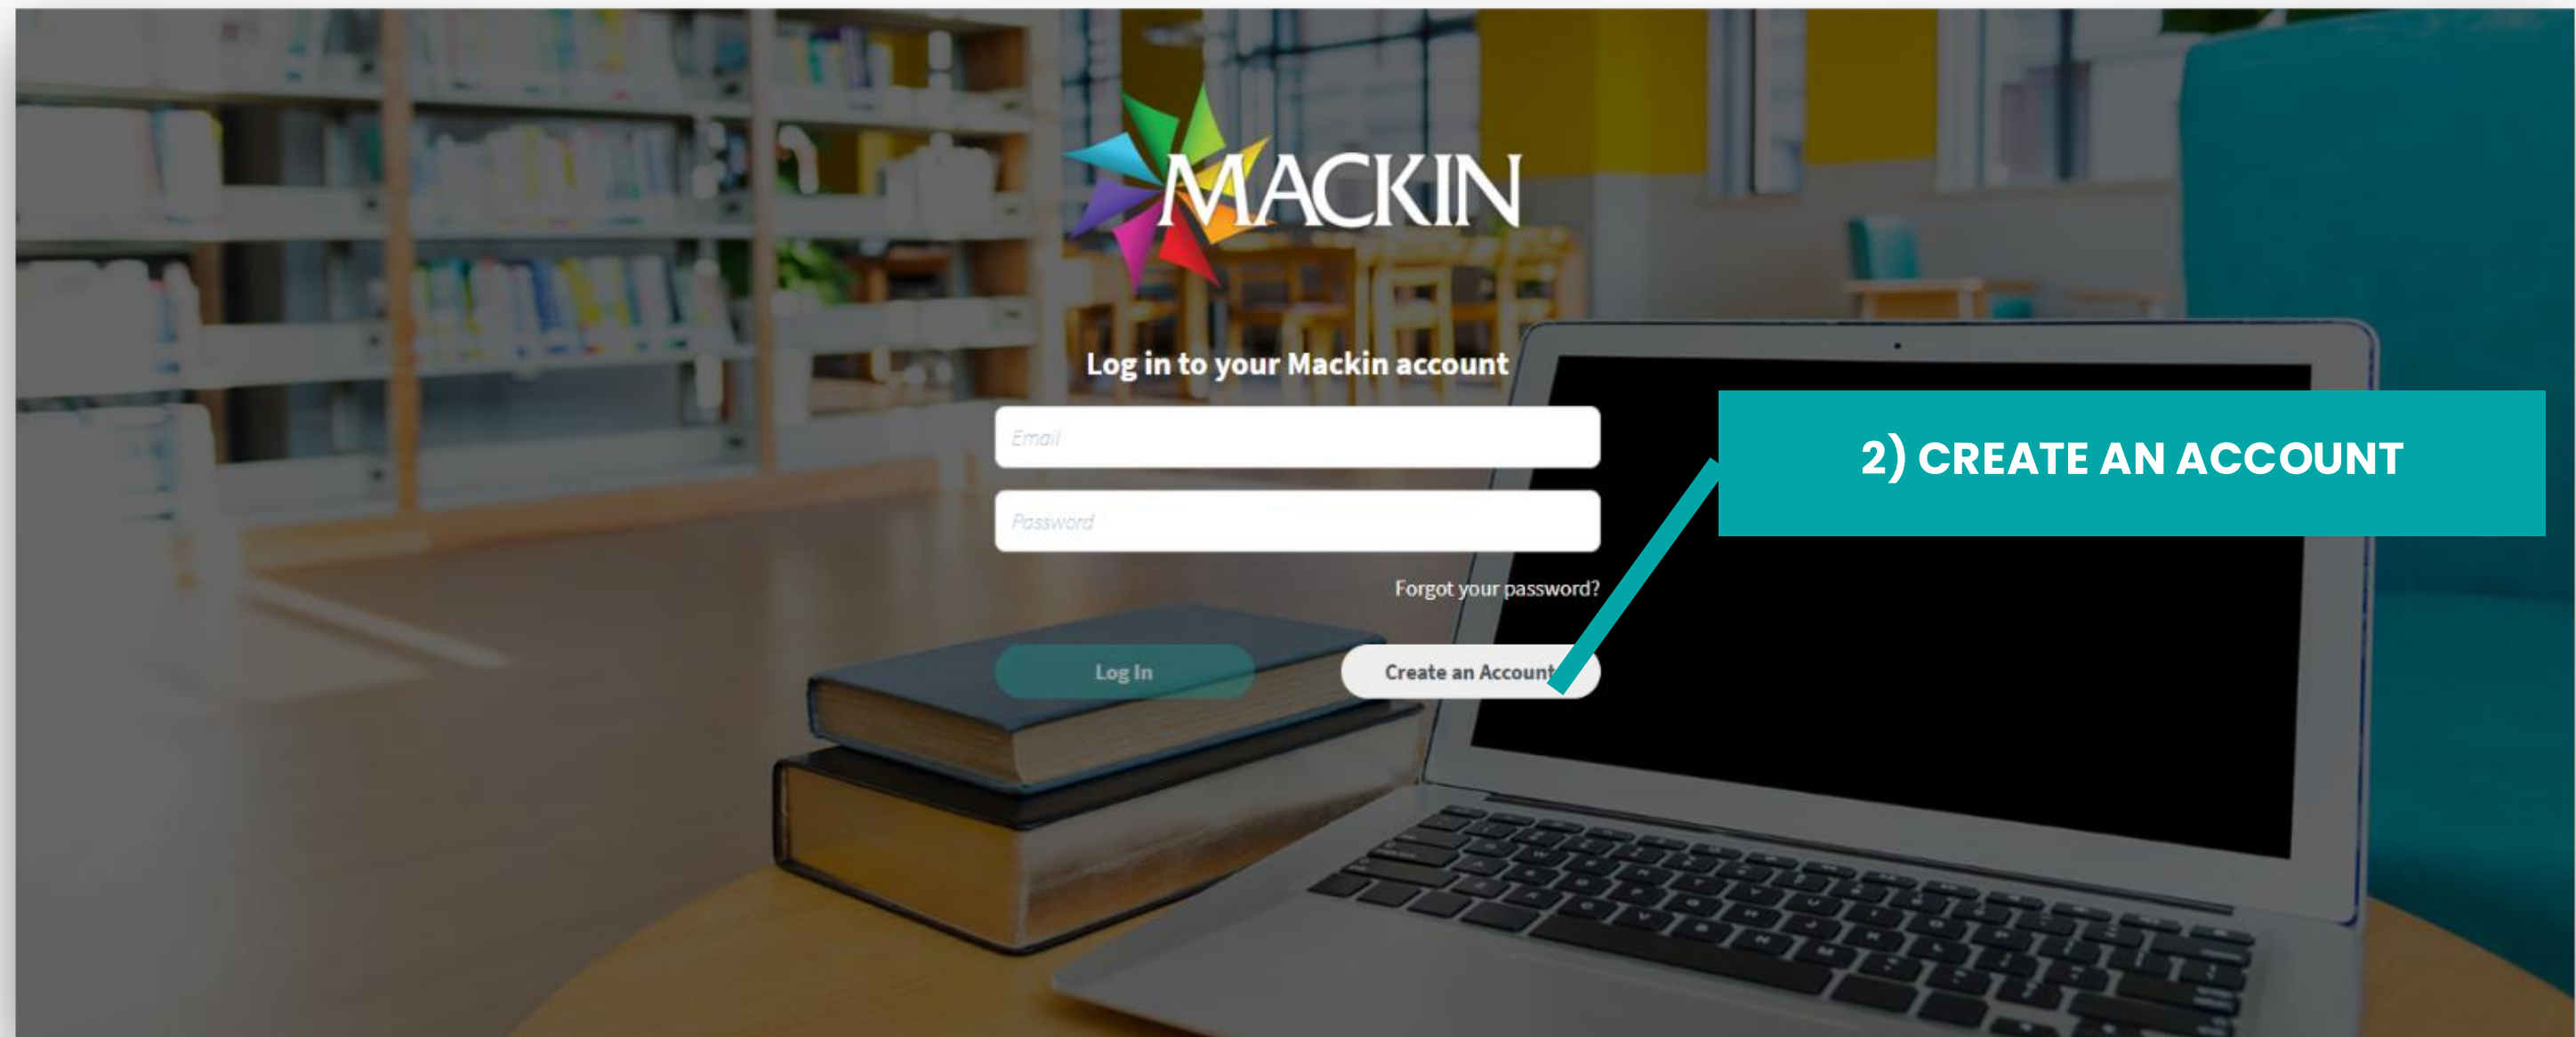 MACKIN
Log in to your Mackin account
Email
2) CREATE AN ACCOUNT
Password
Forgot your password?
Log In
Create an Account